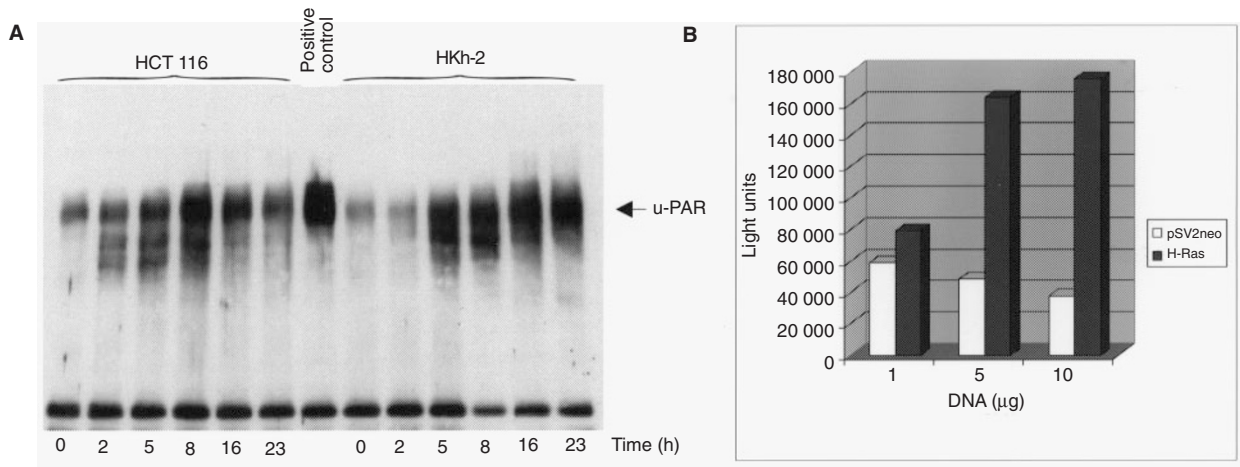 A
HCT 116
Positive
control
HKh-2
u-PAR
0 2 5 8 16 23 0 2 5 8 16 23 Time (h)
B
Light units
180 000
160 000
140 000
120 000
100 000
80 000
60 000
40 000
20 000
0
1 5 10
DNA (μg)
pSV2neo
H-Ras